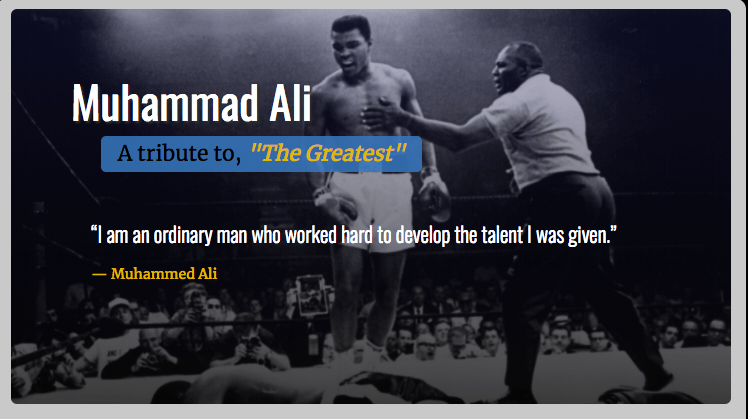 Muhammad Ali
A tribute to, "The Greatest"
“I am an ordinary man who worked hard to develop the talent I was given.”
— Muhammed Ali